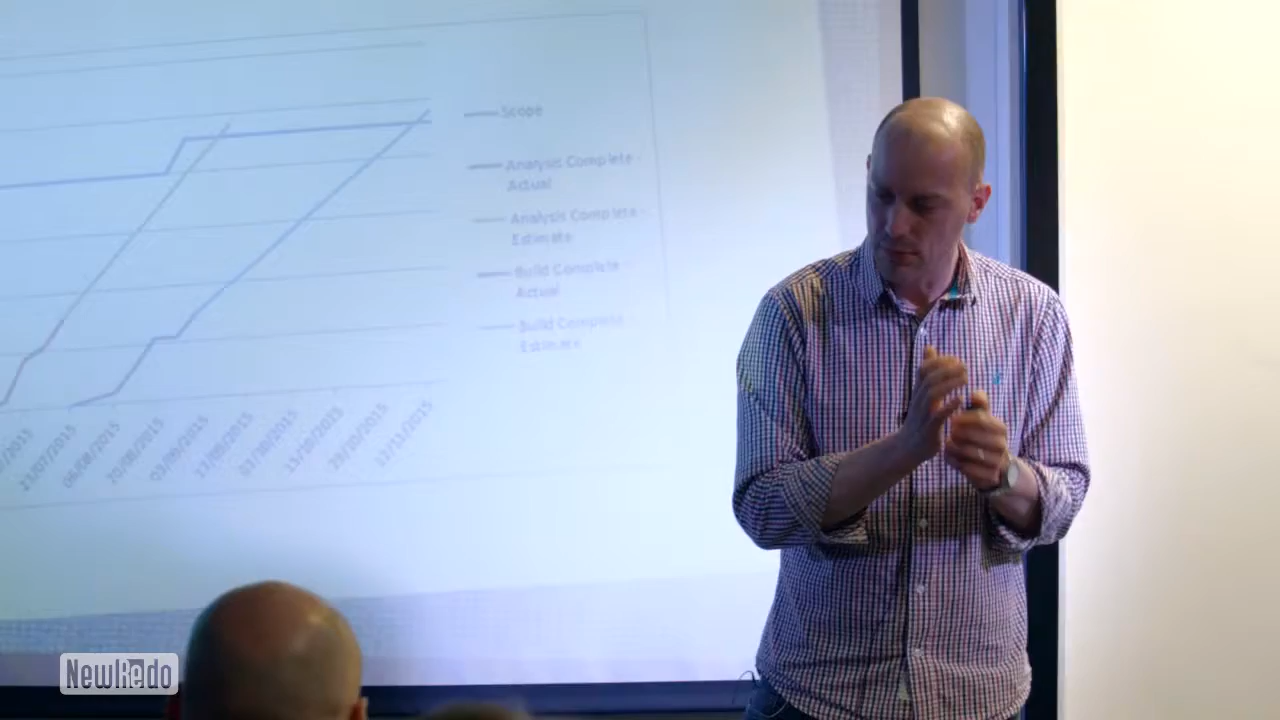 Scope
Analysis Complete
Actual
Analysis Complete
Estimate
Build Complete
Actual
Build Complete
Estimate
23/07/2015
06/08/2015
20/08/2015
03/09/2015
17/09/2015
01/10/2015
15/10/2015
29/10/2015
12/11/2015
NewRedo